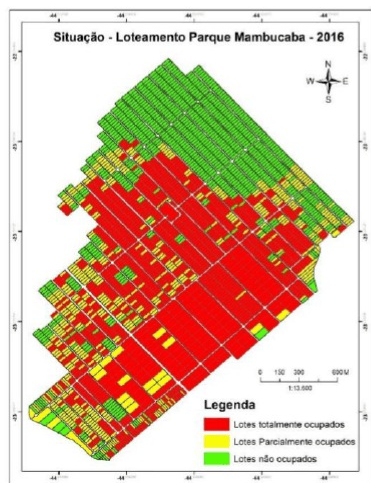 Situação - Loteamento Parque Mambucaba - 2016
N
W E
S
0 150 300 600M
1:13,600
Legenda
Lotes totalmente ocupados
Lotes Parcialmente ocupados
Lotes não ocupados